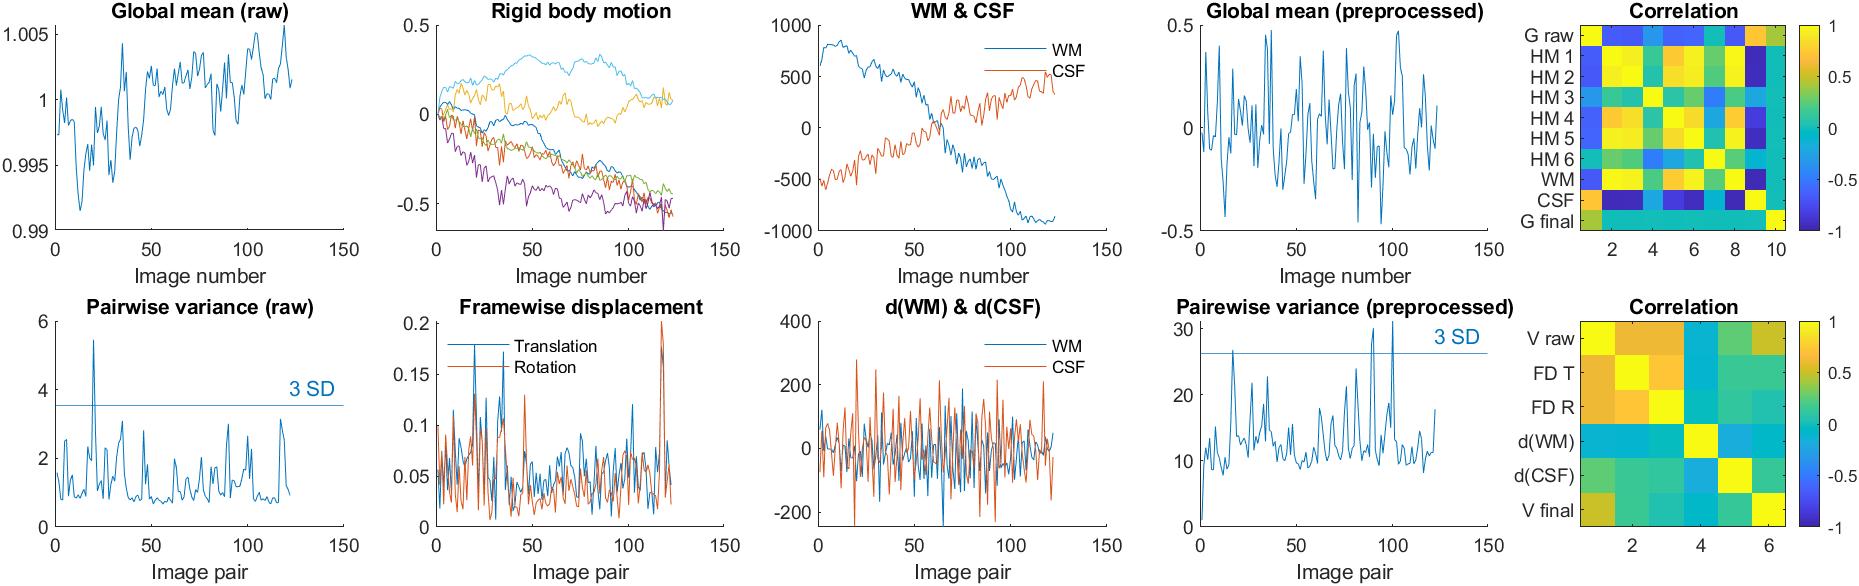 Global mean (raw)
1.005
1
0.995
0.99
0
50
100
150
Image number
Rigid body motion
0.5
0
-0.5
0
50
100
150
Image number
WM & CSF
1000
500
0
-500
-1000
WM
CSF
0
50
100
150
Image number
Global mean (preprocessed)
0.5
0
-0.5
0
50
100
150
Image number
Correlation
G raw
HM 1
HM 2
HM 3
HM 4
HM 5
HM 6
WM
CSF
G final
2
4
6
8
10
1
0.5
0
-0.5
-1
Pairwise variance (raw)
6
4
2
0
3 SD
0
50
100
150
Image pair
Framewise displacement
0.2
0.15
0.1
0.05
0
Translation
Rotation
0
50
100
150
Image pair
d(WM) & d(CSF)
400
200
0
-200
WM
CSF
0
50
100
150
Image pair
Pairewise variance (preprocessed)
30
20
10
0
3 SD
0
50
100
150
Image pair
Correlation
V raw
FD T
FD R
d(WM)
d(CSF)
V final
2
4
6
1
0.5
0
-0.5
-1